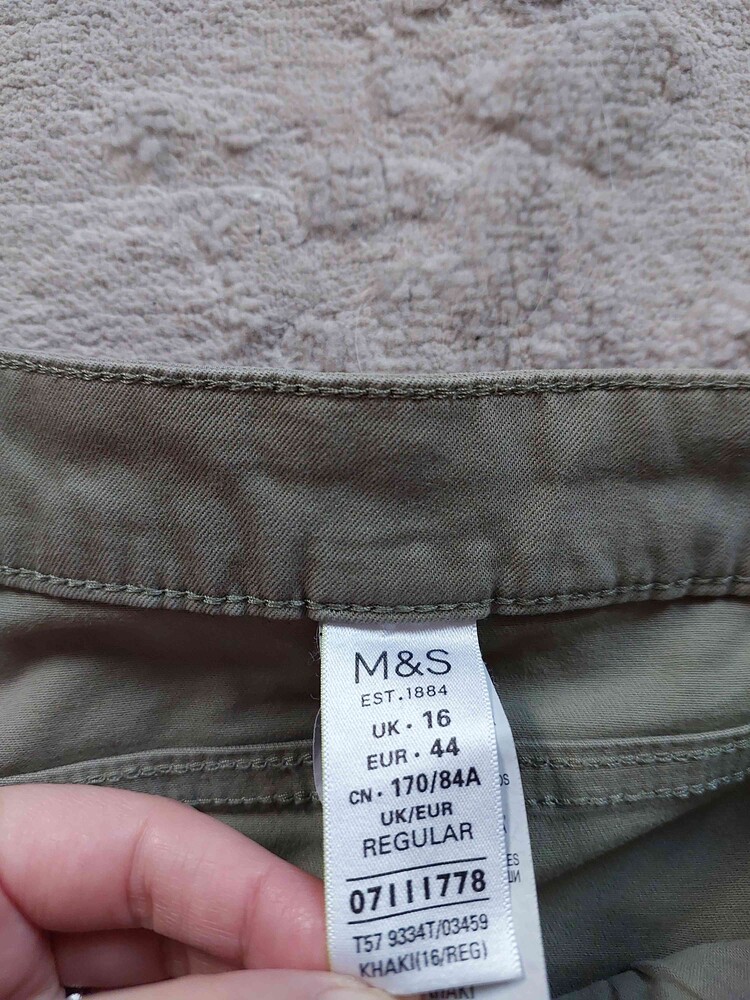 M&S
EST.1884
UK · 16
EUR · 44
CN · 170/84A
UK/EUR
REGULAR
07111778
T57 9334T/03459
KHAKI(16/REG)